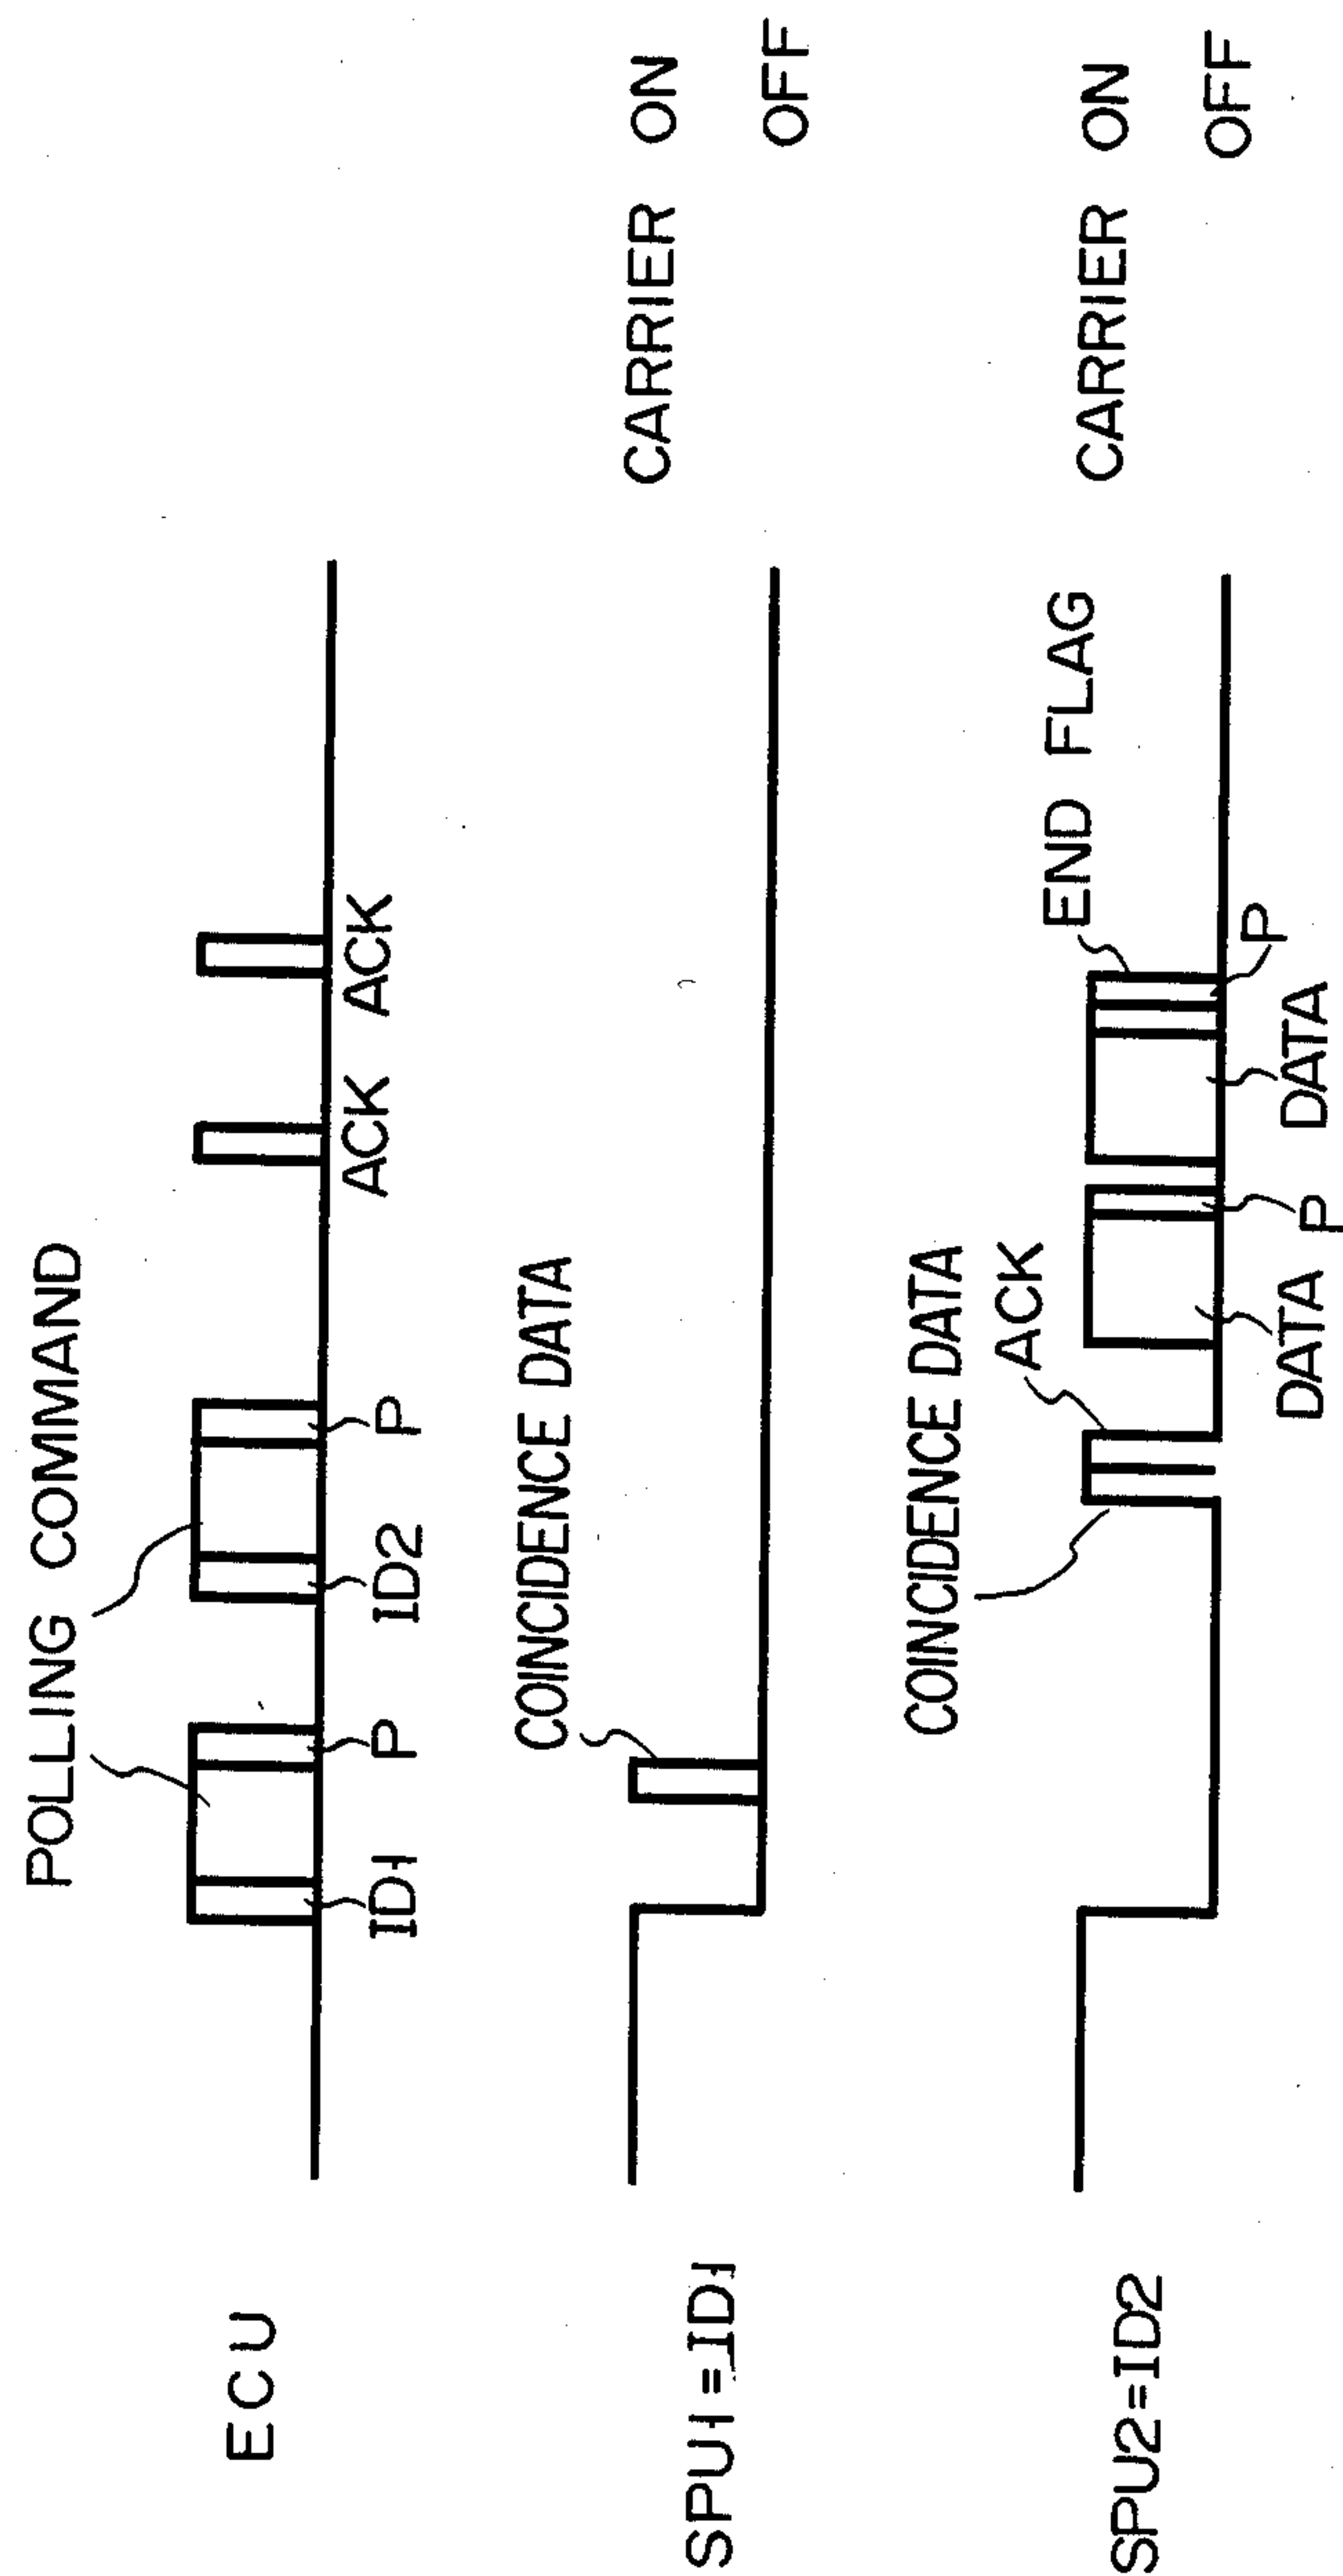 POLLING COMMAND
ECU
ID1
P
ID2
P
ACK
ACK
COINCIDENCE DATA
SPU1=ID1
CARRIER ON
OFF
COINCIDENCE DATA
ACK
END FLAG
SPU2=ID2
CARRIER ON
OFF
DATA
P
DATA
P